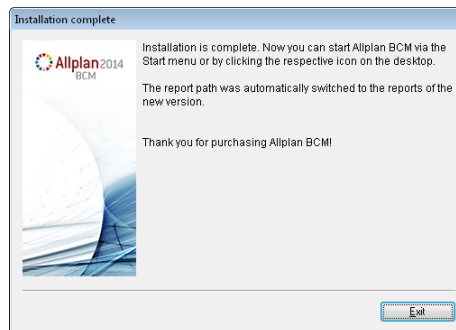 Installation complete
Allplan 2014
BCM
Installation is complete. Now you can start Allplan BCM via the
Start menu or by clicking the respective icon on the desktop.
The report path was automatically switched to the reports of the
new version.
Thank you for purchasing Allplan BCM!
Exit